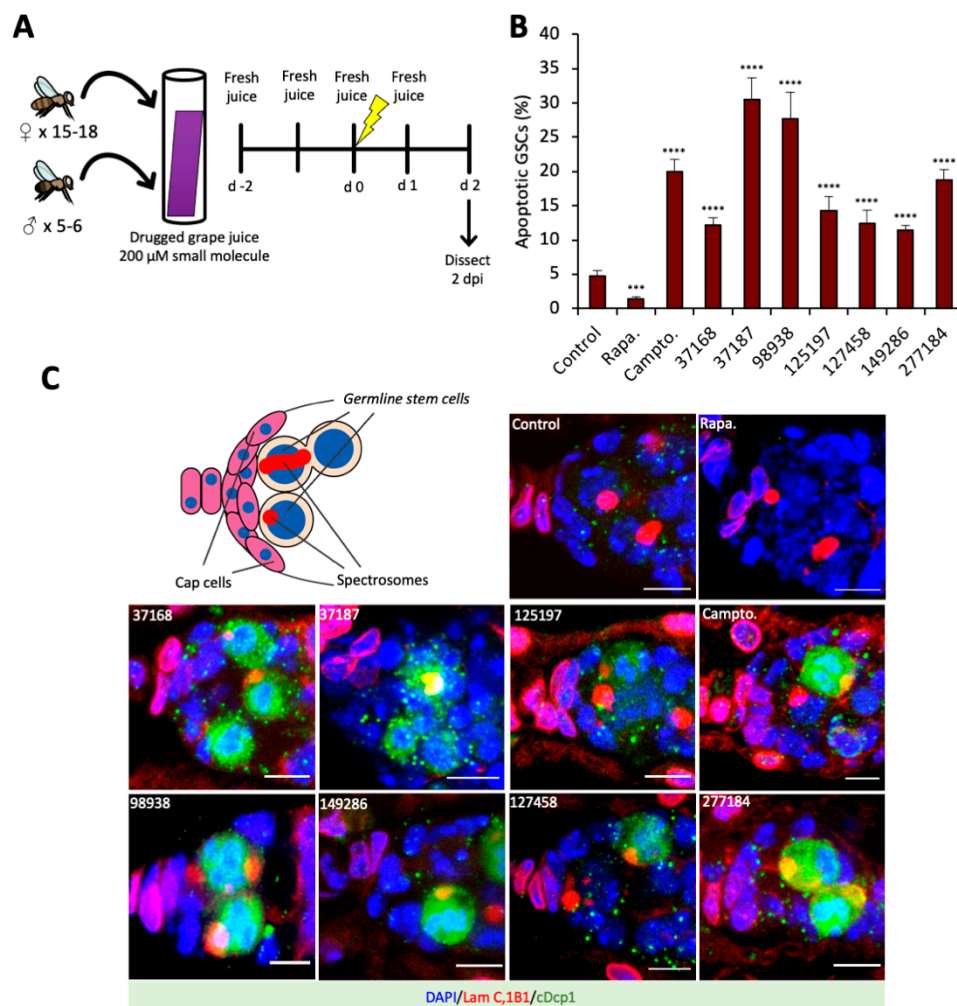 A
♀ x 15-18
♂ x 5-6
Drugged grape juice
200 µM small molecule
Fresh juice
Fresh juice
Fresh juice
Fresh juice
d -2
d 0
d 1
d 2
Dissect
2 dpi
B
Apoptotic GSCs (%)
40
35
30
25
20
15
10
5
0
***
****
****
****
****
****
****
****
****
Control
Rapa.
Campto.
37168
37187
98938
125197
127458
149286
277184
C
Germline stem cells
Cap cells
Spectrosomes
Control
Rapa.
37168
37187
125197
Campto.
98938
149286
127458
277184
DAPI/Lam C,1B1/cDcp1